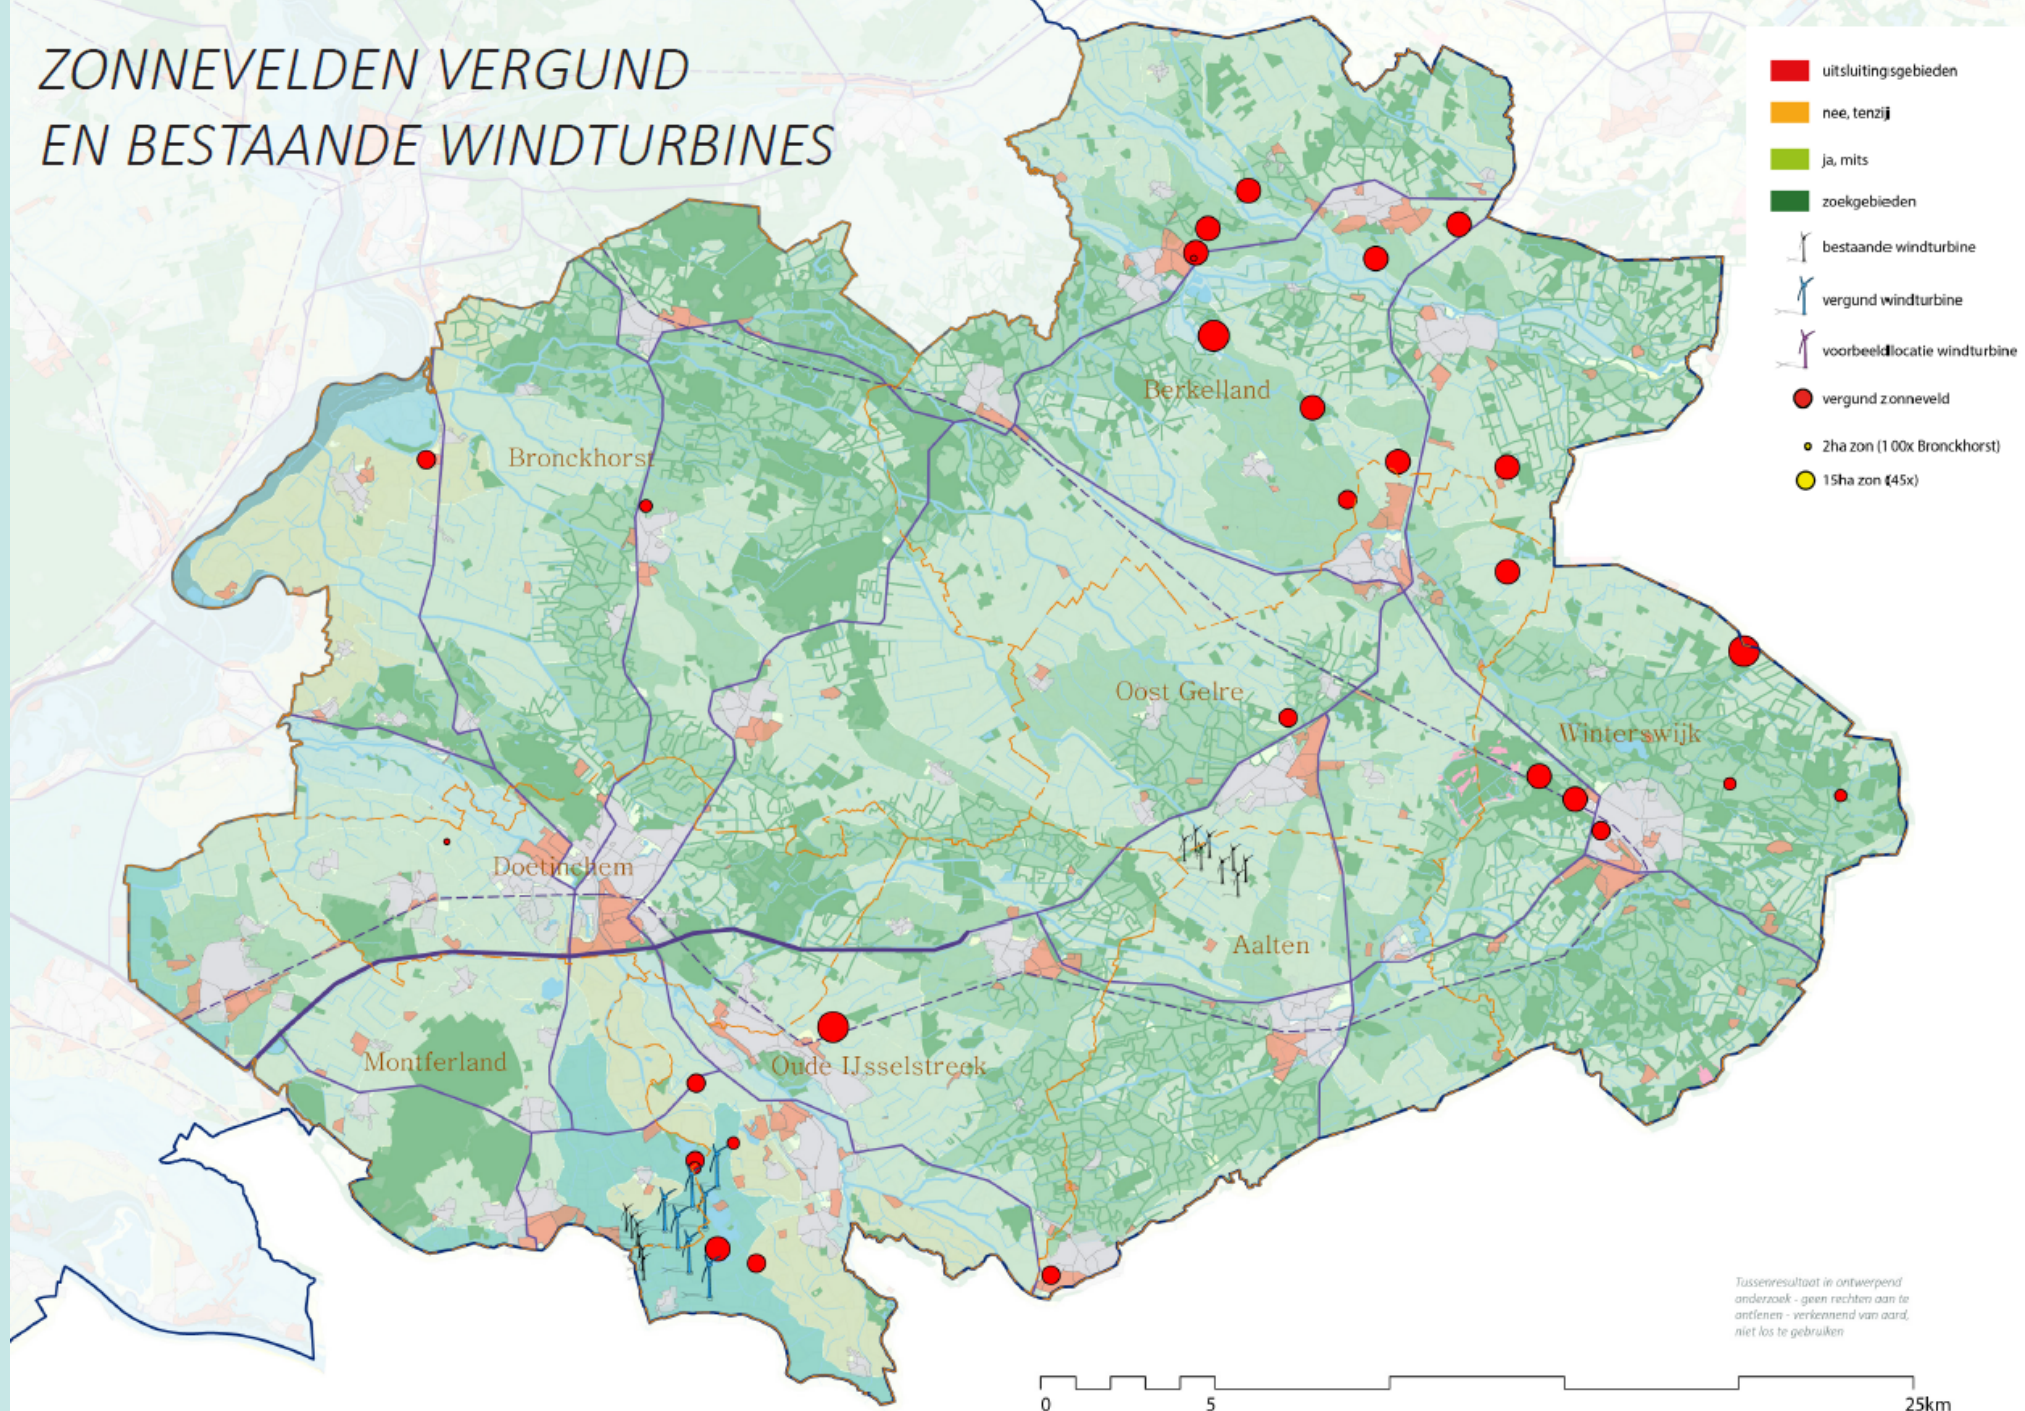 ZONNEVELDEN VERGUND
EN BESTAANDE WINDTURBINES
uitsluitingsgebieden
nee, tenzij
ja, mits
zoekgebieden
bestaande windturbine
vergund windturbine
voorbeeldlocatie windturbine
vergund zonneveld
2ha zon (100x Bronckhorst)
15ha zon (45x)
Berkelland
Bronckhorst
Oost Gelre
Winterswijk
Doetinchem
Aalten
Montferland
Oude IJsselstreek
Tussenresultaat in ontwerpend
onderzoek - geen rechten aan te
ontlenen - verkennend van aard,
niet los te gebruiken
0 5 25km